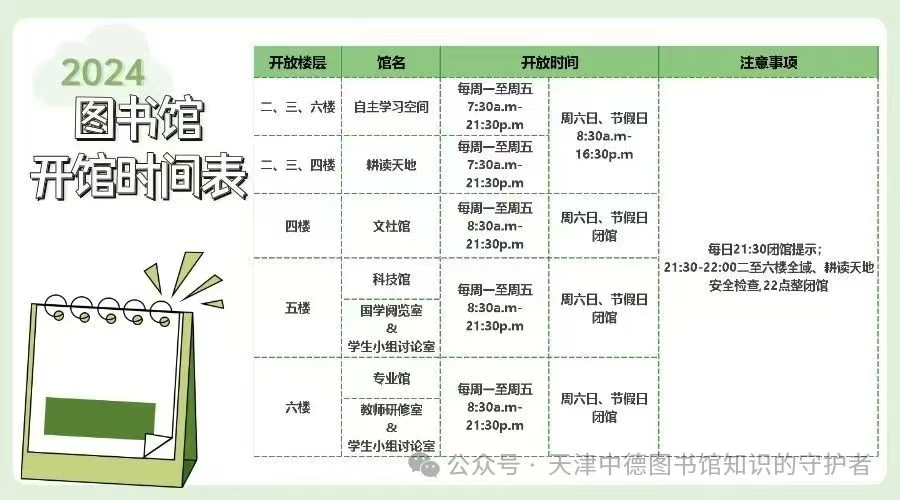 2024
图书馆
开馆时间表
开放楼层
馆名
开放时间
注意事项
二、三、六楼
自主学习空间
每周一至周五
7:30a.m-
21:30p.m
周六日、节假日
8:30a.m-
16:30p.m
二、三、四楼
耕读天地
每周一至周五
7:30a.m-
21:30p.m
四楼
文社馆
每周一至周五
8:30a.m-
21:30p.m
周六日、节假日
闭馆
五楼
科技馆
国学阅览室
&
学生小组讨论室
每周一至周五
8:30a.m-
21:30p.m
周六日、节假日
闭馆
六楼
专业馆
教师研修室
&
学生小组讨论室
每周一至周五
8:30a.m-
21:30p.m
周六日、节假日
闭馆
每日21:30闭馆提示；
21:30-22:00二至六楼全域、耕读天地
安全检查,22点整闭馆
公众号 · 天津中德图书馆知识的守护者